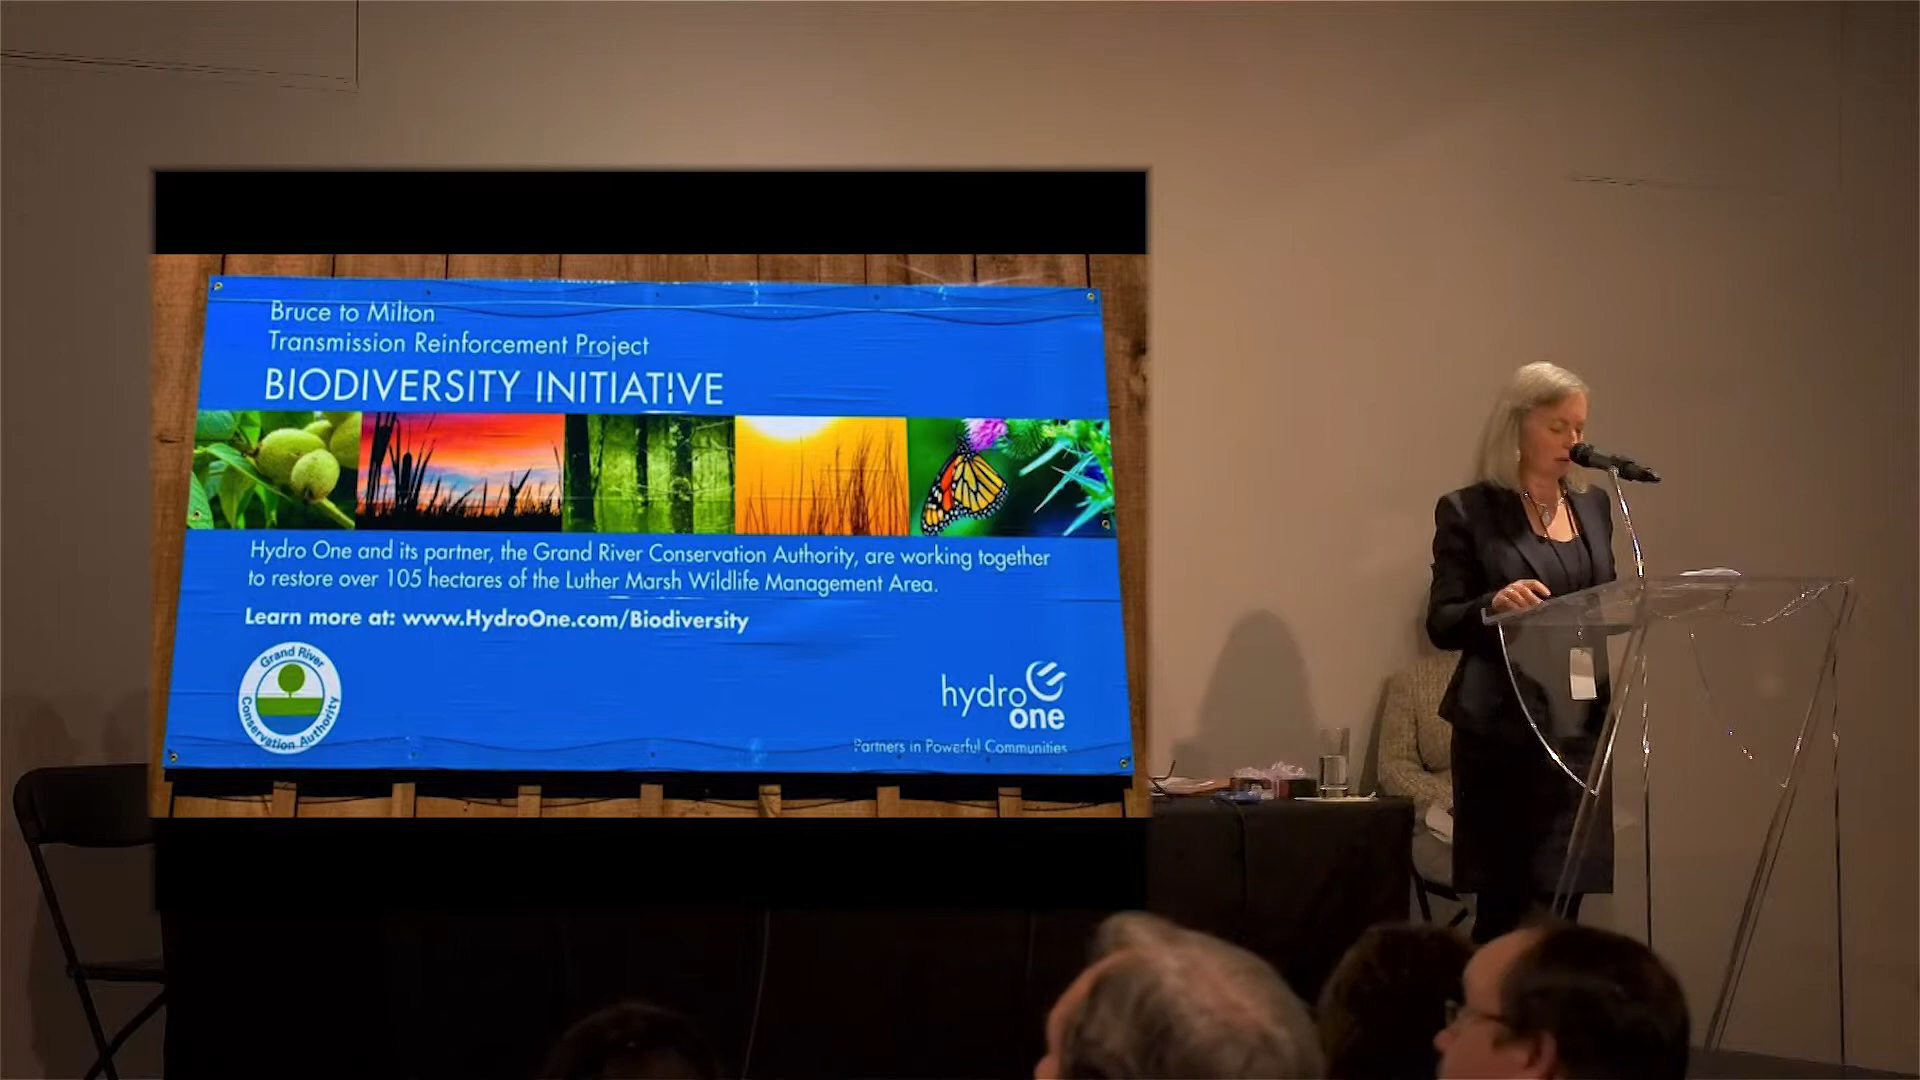 Bruce to Milton
Transmission Reinforcement Project
BIODIVERSITY INITIATIVE
Hydro One and its partner, the Grand River Conservation Authority, are working together
to restore over 105 hectares of the Luther Marsh Wildlife Management Area.
Learn more at: www.HydroOne.com/Biodiversity
Grand River
Conservation Authority
hydro
one
Partners in Powerful Communities